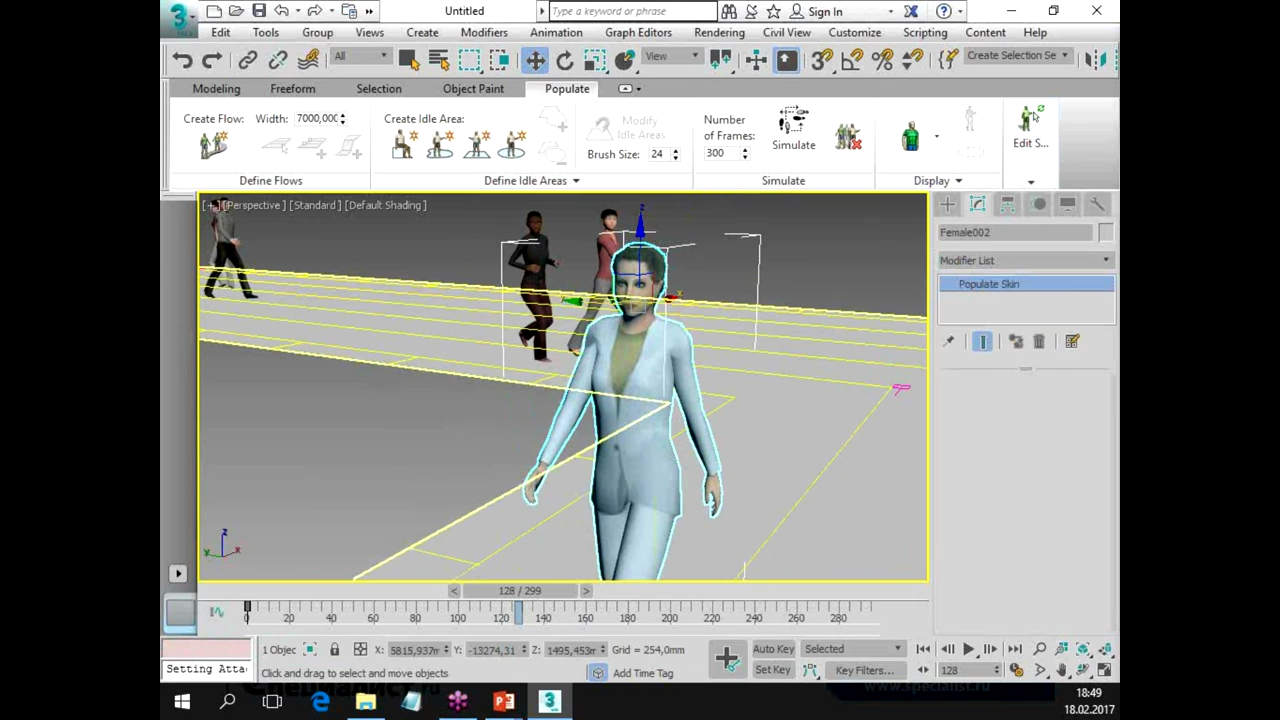 Untitled
Type a keyword or phrase
Sign In
Edit Tools Group Views Create Modifiers Animation Graph Editors Rendering Civil View Customize Scripting Content Help
All
View
Create Selection Se
Modeling Freeform Selection Object Paint Populate
Create Flow: Width: 7000,000
Create Idle Area:
Modify
Idle Areas
Brush Size: 24
Number
of Frames:
300
Simulate
Edit S...
Define Flows Define Idle Areas Simulate Display
[+] [Perspective] [Standard] [Default Shading]
Female002
Modifier List
Populate Skin
z
x
y
z
x
y
< 128 / 299 >
0 20 40 60 80 100 120 140 160 180 200 220 240 260 280
1 Objec X: 5815,937m Y: -13274,31 Z: 1495,453m Grid = 254,0mm
Auto Key Selected
Setting Atta
Click and drag to select and move objects
Add Time Tag
Set Key Key Filters...
128
www.specialist.ru
18:49
18.02.2017